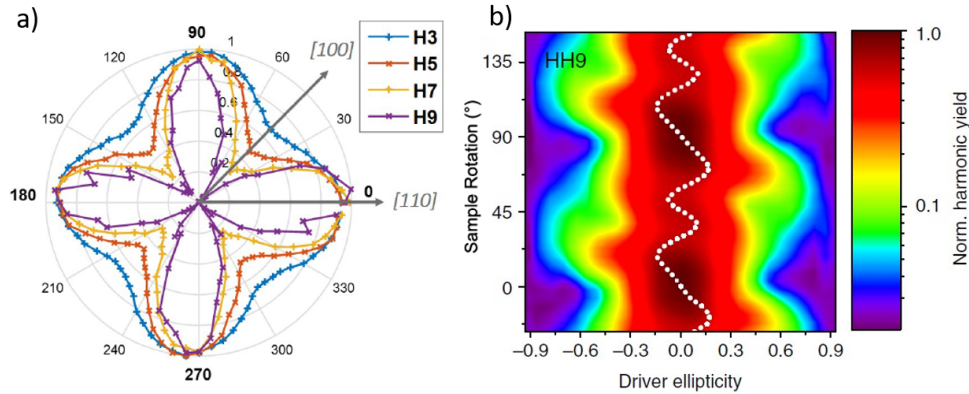 a)
90
120
60
150
30
180
0
210
330
240
300
270
1
0.8
0.6
0.4
0.2
[100]
[110]
H3
H5
H7
H9
b)
HH9
Sample Rotation (°)
135
90
45
0
−0.9 −0.6 −0.3 0.0 0.3 0.6 0.9
Driver ellipticity
1.0
0.1
Norm. harmonic yield